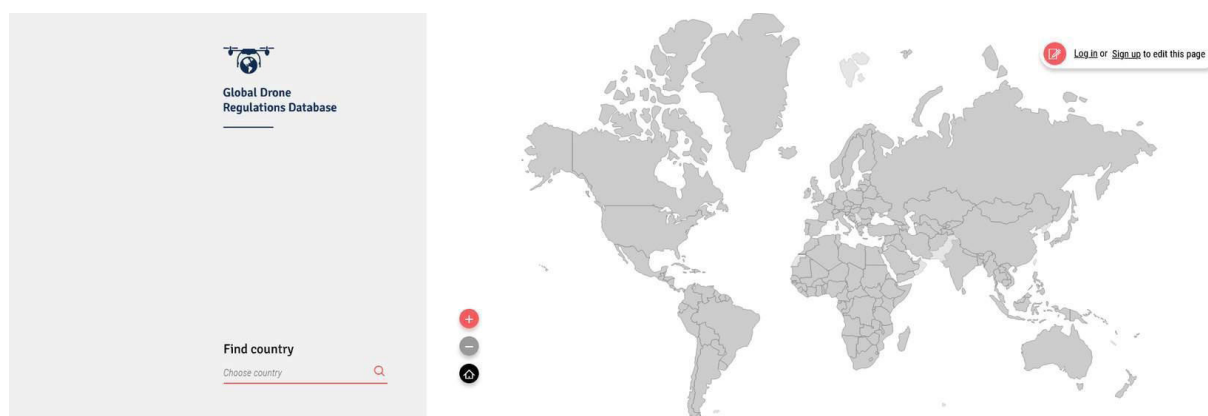 Global Drone
Regulations Database
Log in or Sign up to edit this page
Find country
Choose country